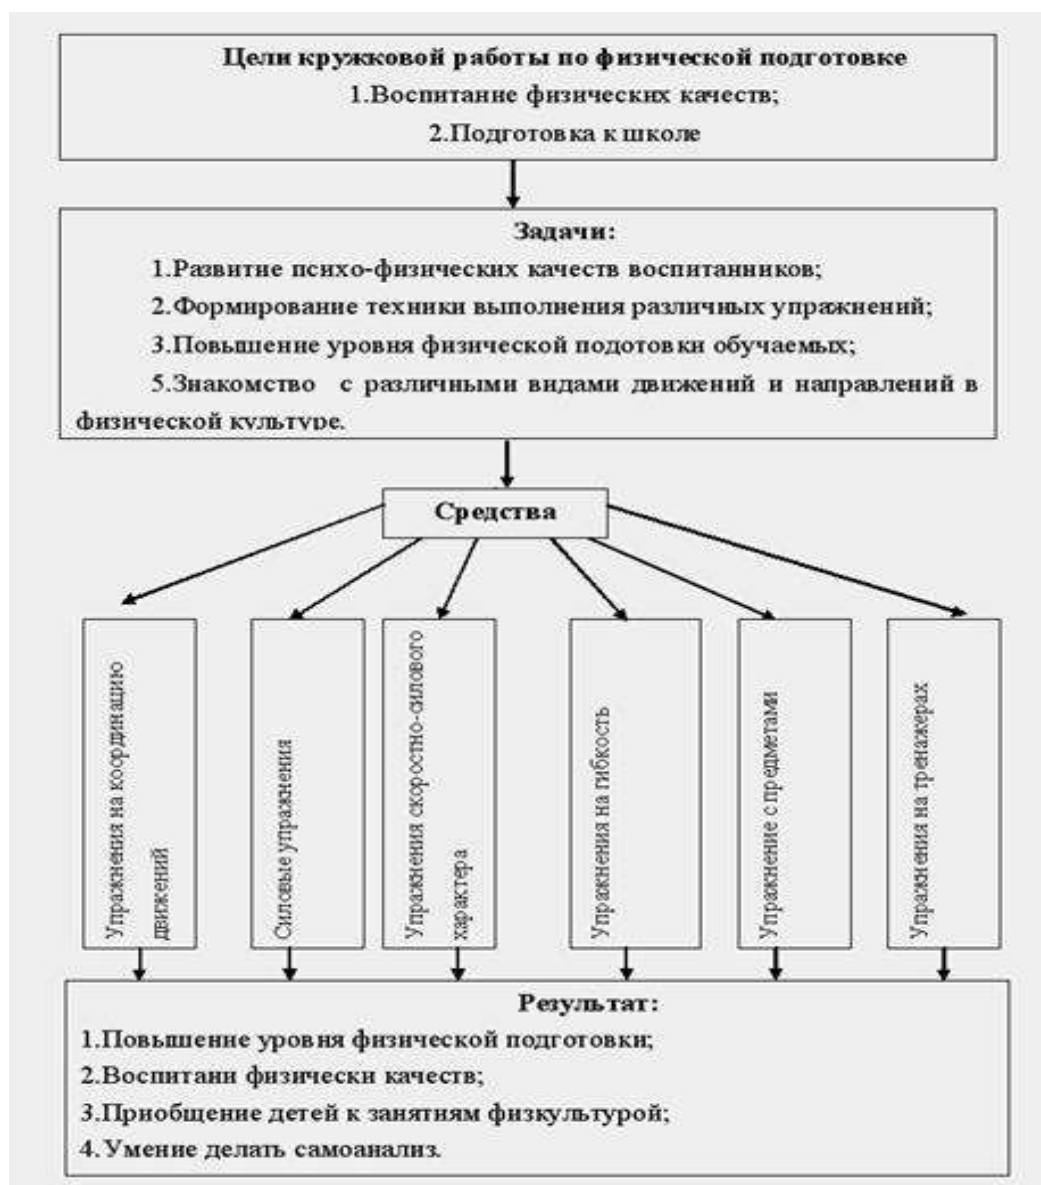 Цели кружковой работы по физической подготовке
1.Воспитание физических качеств;
2.Подготовка к школе
Задачи:
1.Развитие психо-физических качеств воспитанников;
2.Формирование техники выполнения различных упражнений;
3.Повышение уровня физической подотовки обучаемых;
5.Знакомство с различными видами движений и направлений в
физической культуре.
Средства
Упражнения на координацию
движений
Силовые упражнения
Упражнения скоростно-силового
характера
Упражнения на гибкость
Упражнение с предметами
Упражнения на тренажерах
Результат:
1.Повышение уровня физической подготовки;
2.Воспитани физически качеств;
3.Приобщение детей к занятиям физкультурой;
4.Умение делать самоанализ.